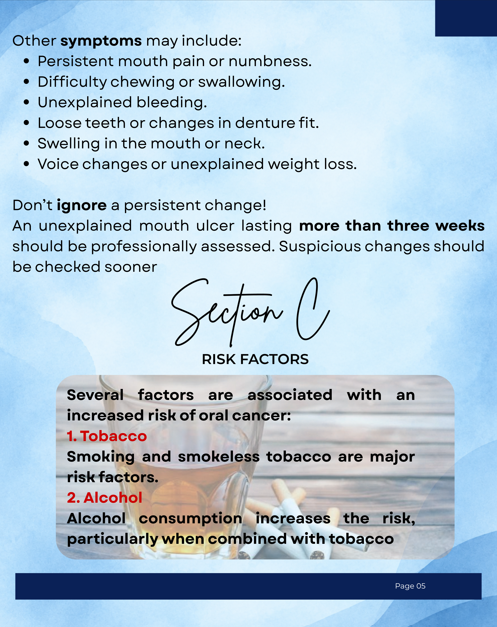 Other symptoms may include:
• Persistent mouth pain or numbness.
• Difficulty chewing or swallowing.
• Unexplained bleeding.
• Loose teeth or changes in denture fit.
• Swelling in the mouth or neck.
• Voice changes or unexplained weight loss.
Don't ignore a persistent change!
An unexplained mouth ulcer lasting more than three weeks
should be professionally assessed. Suspicious changes should
be checked sooner
Section C
RISK FACTORS
Several factors are associated with an
increased risk of oral cancer:
1. Tobacco
Smoking and smokeless tobacco are major
risk factors.
2. Alcohol
Alcohol consumption increases the risk,
particularly when combined with tobacco
Page 05